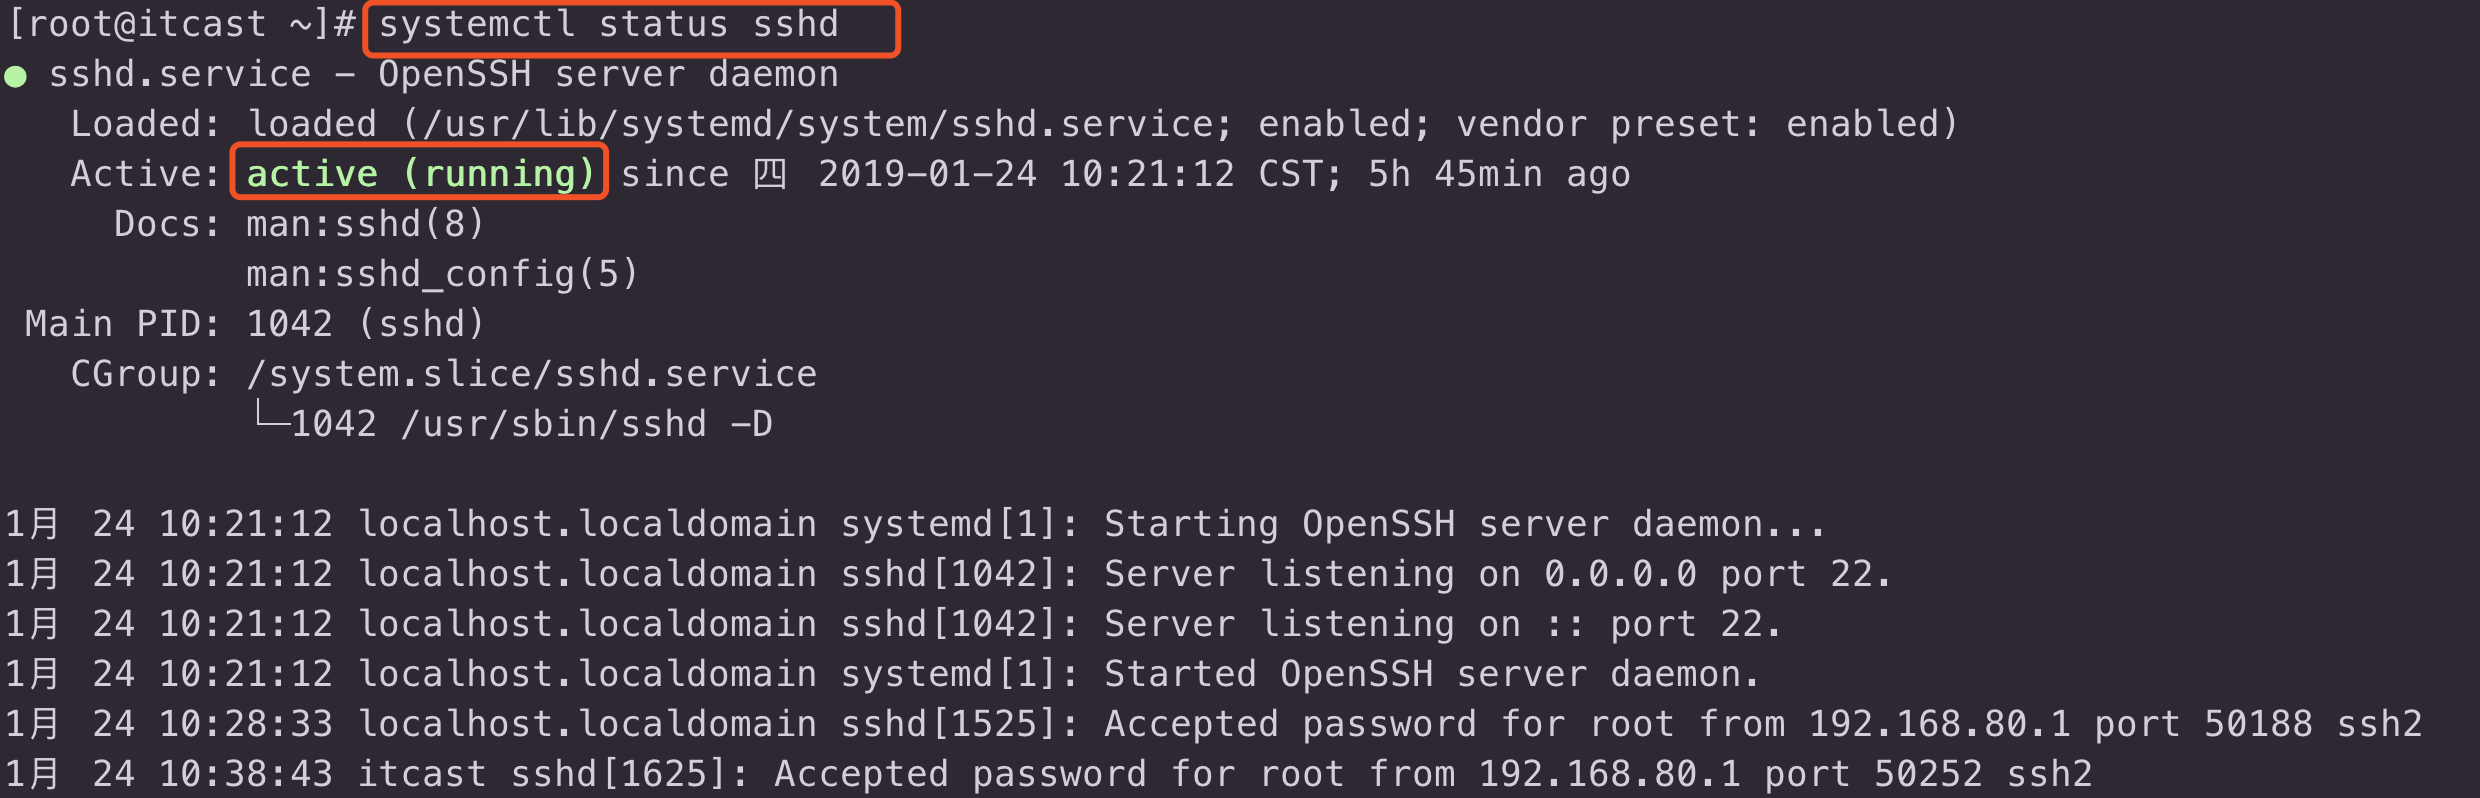 [root@itcast ~]# systemctl status sshd
● sshd.service - OpenSSH server daemon
   Loaded: loaded (/usr/lib/systemd/system/sshd.service; enabled; vendor preset: enabled)
   Active: active (running) since 四 2019-01-24 10:21:12 CST; 5h 45min ago
     Docs: man:sshd(8)
           man:sshd_config(5)
 Main PID: 1042 (sshd)
   CGroup: /system.slice/sshd.service
           └─1042 /usr/sbin/sshd -D
1月  24 10:21:12 localhost.localdomain systemd[1]: Starting OpenSSH server daemon...
1月  24 10:21:12 localhost.localdomain sshd[1042]: Server listening on 0.0.0.0 port 22.
1月  24 10:21:12 localhost.localdomain sshd[1042]: Server listening on :: port 22.
1月  24 10:21:12 localhost.localdomain systemd[1]: Started OpenSSH server daemon.
1月  24 10:28:33 localhost.localdomain sshd[1525]: Accepted password for root from 192.168.80.1 port 50188 ssh2
1月  24 10:38:43 itcast sshd[1625]: Accepted password for root from 192.168.80.1 port 50252 ssh2